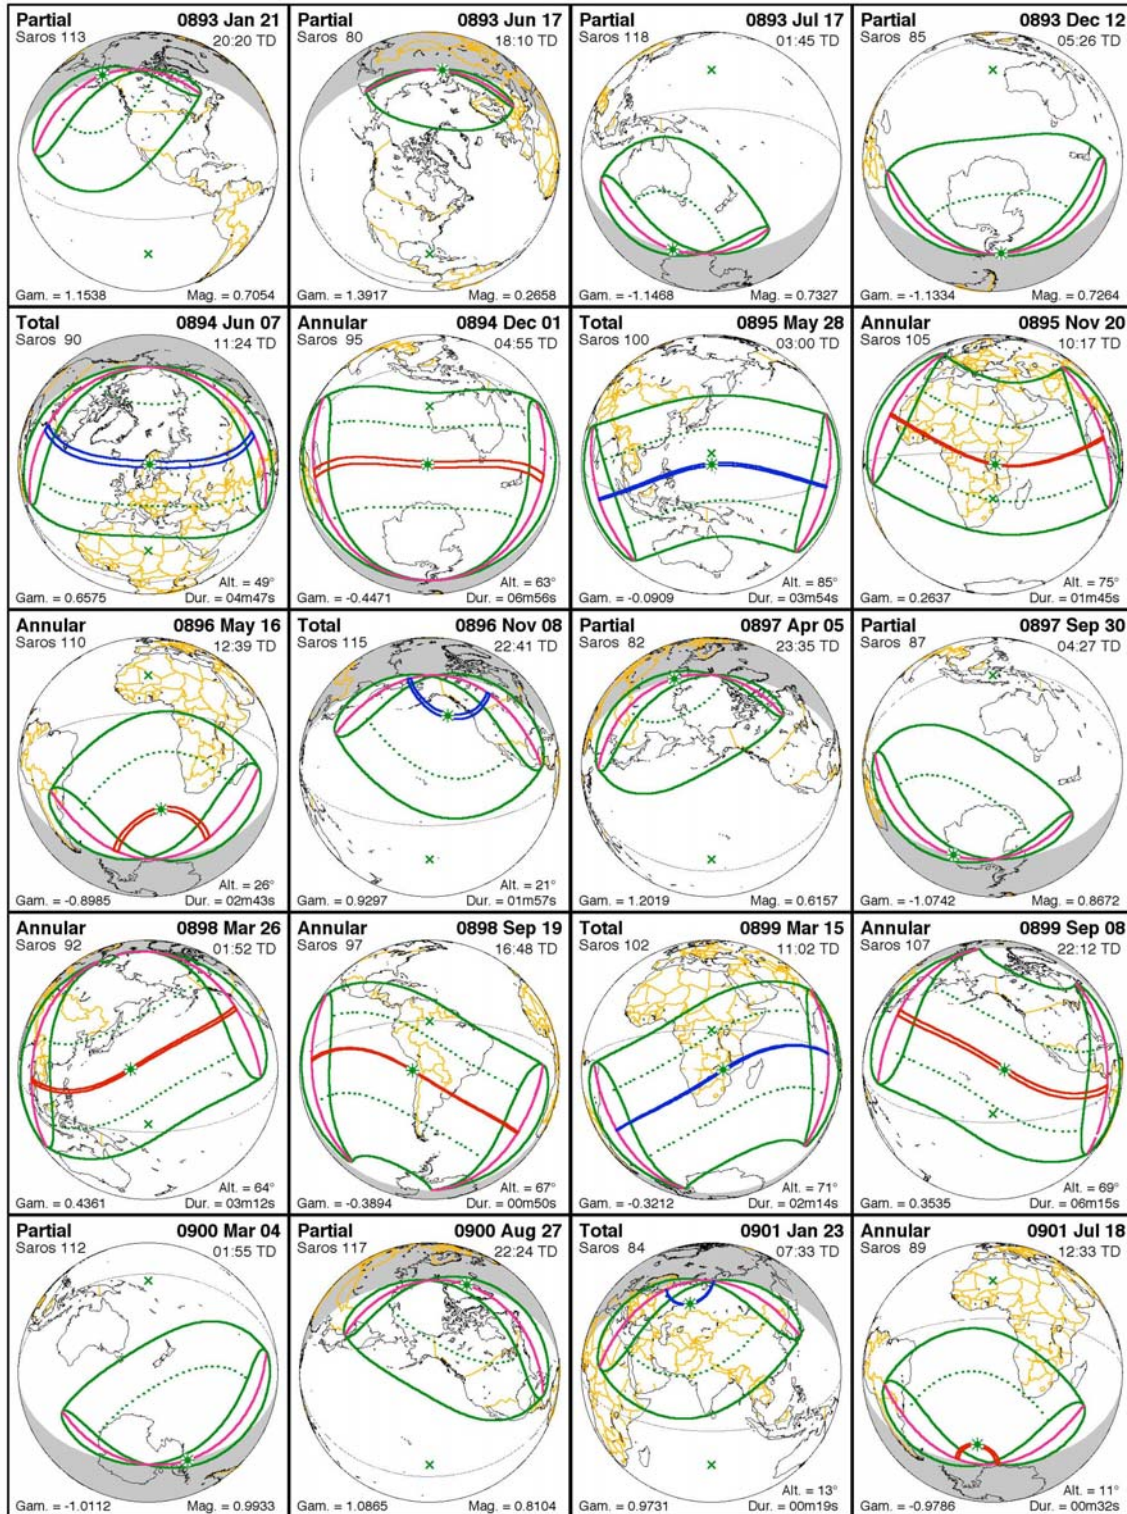 Partial 0893 Jan 21
Saros 113 20:20 TD
Gam. = 1.1538 Mag. = 0.7054
Partial 0893 Jun 17
Saros 80 18:10 TD
Gam. = 1.3917 Mag. = 0.2658
Partial 0893 Jul 17
Saros 118 01:45 TD
Gam. = -1.1468 Mag. = 0.7327
Partial 0893 Dec 12
Saros 85 05:26 TD
Gam. = -1.1334 Mag. = 0.7264
Total 0894 Jun 07
Saros 90 11:24 TD
Alt. = 49°
Gam. = 0.6575 Dur. = 04m47s
Annular 0894 Dec 01
Saros 95 04:55 TD
Alt. = 63°
Gam. = -0.4471 Dur. = 06m56s
Total 0895 May 28
Saros 100 03:00 TD
Alt. = 85°
Gam. = -0.0909 Dur. = 03m54s
Annular 0895 Nov 20
Saros 105 10:17 TD
Alt. = 75°
Gam. = 0.2637 Dur. = 01m45s
Annular 0896 May 16
Saros 110 12:39 TD
Alt. = 26°
Gam. = -0.8985 Dur. = 02m43s
Total 0896 Nov 08
Saros 115 22:41 TD
Alt. = 21°
Gam. = 0.9297 Dur. = 01m57s
Partial 0897 Apr 05
Saros 82 23:35 TD
Gam. = 1.2019 Mag. = 0.6157
Partial 0897 Sep 30
Saros 87 04:27 TD
Gam. = -1.0742 Mag. = 0.8672
Annular 0898 Mar 26
Saros 92 01:52 TD
Alt. = 64°
Gam. = 0.4361 Dur. = 03m12s
Annular 0898 Sep 19
Saros 97 16:48 TD
Alt. = 67°
Gam. = -0.3894 Dur. = 00m50s
Total 0899 Mar 15
Saros 102 11:02 TD
Alt. = 71°
Gam. = -0.3212 Dur. = 02m14s
Annular 0899 Sep 08
Saros 107 22:12 TD
Alt. = 69°
Gam. = 0.3535 Dur. = 06m15s
Partial 0900 Mar 04
Saros 112 01:55 TD
Gam. = -1.0112 Mag. = 0.9933
Partial 0900 Aug 27
Saros 117 22:24 TD
Gam. = 1.0865 Mag. = 0.8104
Total 0901 Jan 23
Saros 84 07:33 TD
Alt. = 13°
Gam. = 0.9731 Dur. = 00m19s
Annular 0901 Jul 18
Saros 89 12:33 TD
Alt. = 11°
Gam. = -0.9786 Dur. = 00m32s